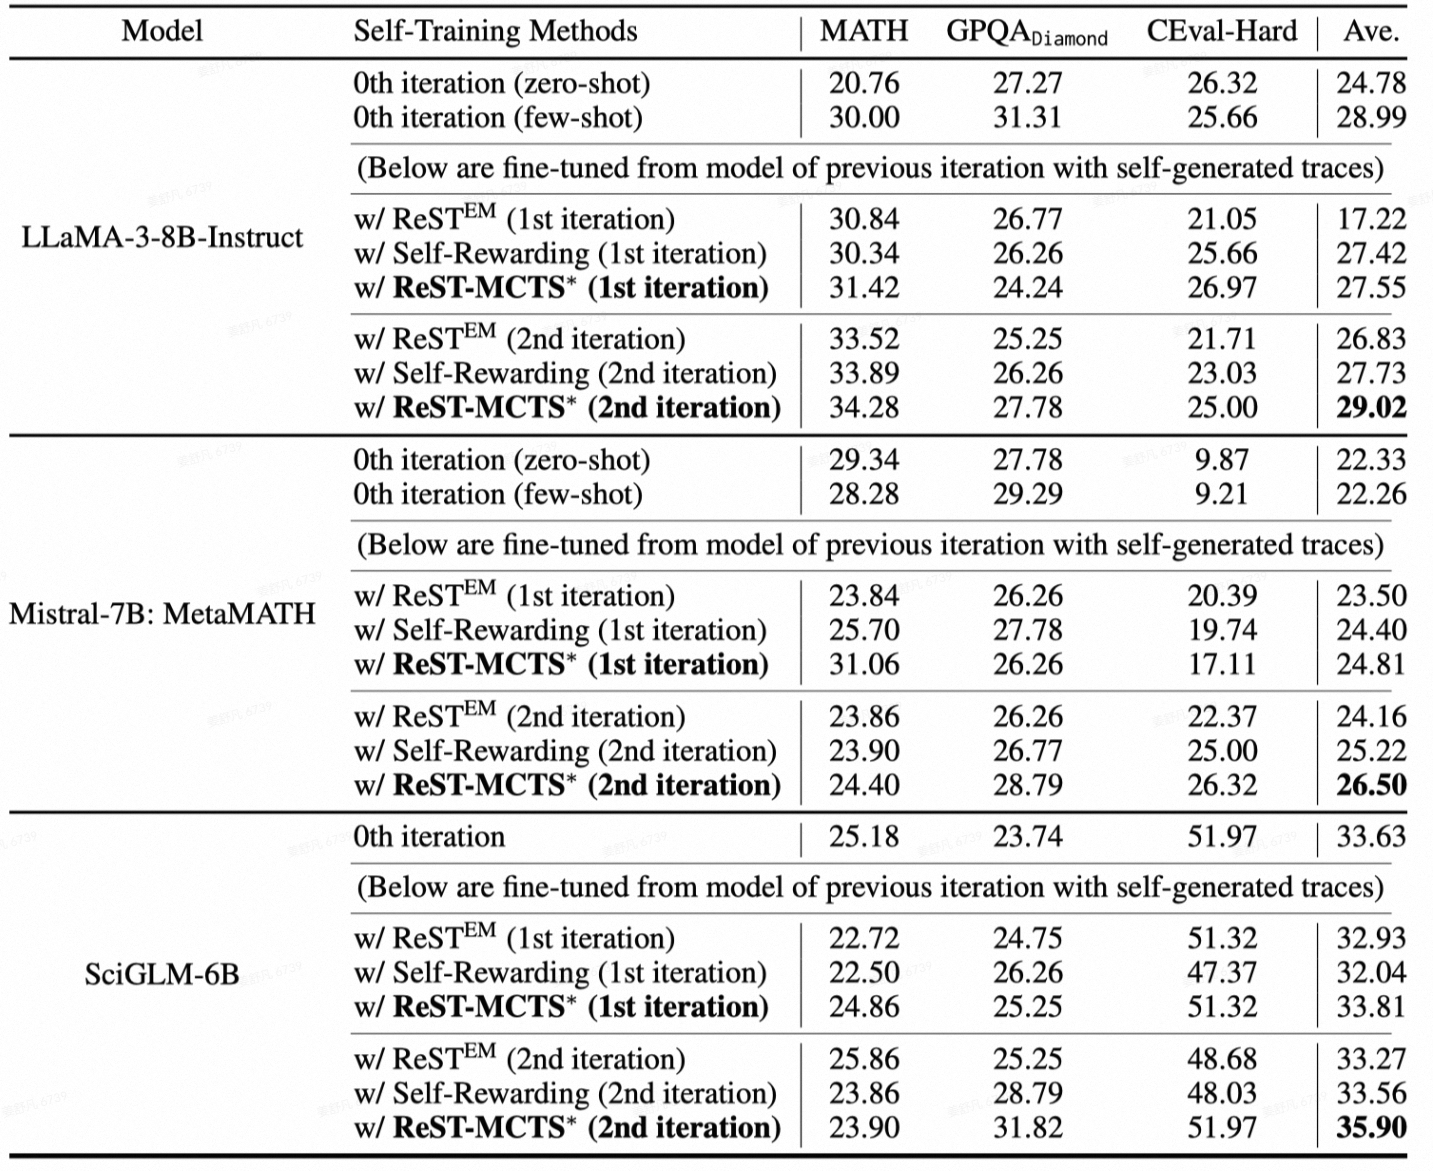 Model Self-Training Methods MATH GPQA Diamond CEval-Hard Ave.
0th iteration (zero-shot) 20.76 27.27 26.32 24.78
0th iteration (few-shot) 30.00 31.31 25.66 28.99
(Below are fine-tuned from model of previous iteration with self-generated traces)
w/ ReST^EM (1st iteration) 30.84 26.77 21.05 17.22
LLaMA-3-8B-Instruct
w/ Self-Rewarding (1st iteration) 30.34 26.26 25.66 27.42
w/ ReST-MCTS* (1st iteration) 31.42 24.24 26.97 27.55
w/ ReST^EM (2nd iteration) 33.52 25.25 21.71 26.83
w/ Self-Rewarding (2nd iteration) 33.89 26.26 23.03 27.73
w/ ReST-MCTS* (2nd iteration) 34.28 27.78 25.00 29.02
0th iteration (zero-shot) 29.34 27.78 9.87 22.33
0th iteration (few-shot) 28.28 29.29 9.21 22.26
(Below are fine-tuned from model of previous iteration with self-generated traces)
w/ ReST^EM (1st iteration) 23.84 26.26 20.39 23.50
Mistral-7B: MetaMATH
w/ Self-Rewarding (1st iteration) 25.70 27.78 19.74 24.40
w/ ReST-MCTS* (1st iteration) 31.06 26.26 17.11 24.81
w/ ReST^EM (2nd iteration) 23.86 26.26 22.37 24.16
w/ Self-Rewarding (2nd iteration) 23.90 26.77 25.00 25.22
w/ ReST-MCTS* (2nd iteration) 24.40 28.79 26.32 26.50
0th iteration 25.18 23.74 51.97 33.63
(Below are fine-tuned from model of previous iteration with self-generated traces)
w/ ReST^EM (1st iteration) 22.72 24.75 51.32 32.93
SciGLM-6B
w/ Self-Rewarding (1st iteration) 22.50 26.26 47.37 32.04
w/ ReST-MCTS* (1st iteration) 24.86 25.25 51.32 33.81
w/ ReST^EM (2nd iteration) 25.86 25.25 48.68 33.27
w/ Self-Rewarding (2nd iteration) 23.86 28.79 48.03 33.56
w/ ReST-MCTS* (2nd iteration) 23.90 31.82 51.97 35.90